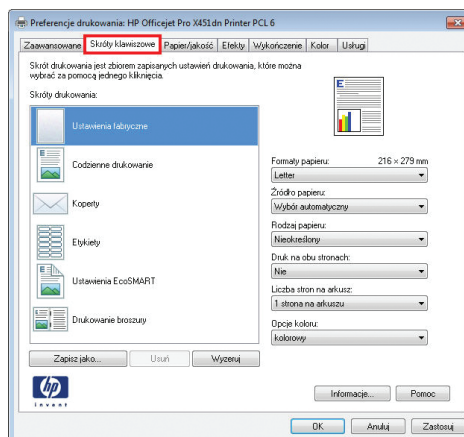 Preferencje drukowania: HP Officejet Pro X451dn Printer PCL 6
Zaawansowane Skróty klawiszowe Papier/jakość Efekty Wykończenie Kolor Usługi
Skrót drukowania jest zbiorem zapisanych ustawień drukowania, które można
wybrać za pomocą jednego kliknięcia.
Skróty drukowania:
Ustawienia fabryczne
Codzienne drukowanie
Koperty
Etykiety
Ustawienia EcoSMART
Drukowanie broszury
Zapisz jako... Usuń Wyzeruj
E
Formaty papieru: 216 × 279 mm
Letter
Źródło papieru:
Wybór automatyczny
Rodzaj papieru:
Nieokreślony
Druk na obu stronach:
Nie
Liczba stron na arkusz:
1 strona na arkuszu
Opcje koloru:
kolorowy
hp
invent
Informacje... Pomoc
OK Anuluj Zastosuj